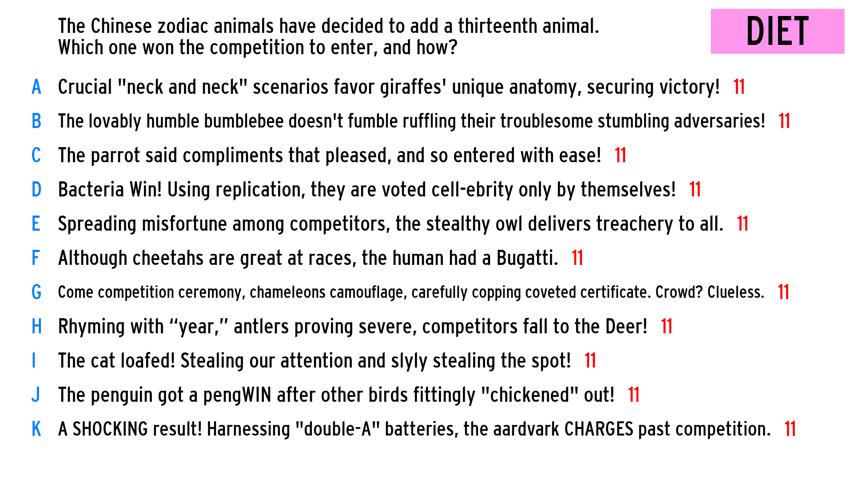 The Chinese zodiac animals have decided to add a thirteenth animal.
Which one won the competition to enter, and how?
DIET
A Crucial "neck and neck" scenarios favor giraffes' unique anatomy, securing victory! 11
B The lovably humble bumblebee doesn't fumble ruffling their troublesome stumbling adversaries! 11
C The parrot said compliments that pleased, and so entered with ease! 11
D Bacteria Win! Using replication, they are voted cell-ebrity only by themselves! 11
E Spreading misfortune among competitors, the stealthy owl delivers treachery to all. 11
F Although cheetahs are great at races, the human had a Bugatti. 11
G Come competition ceremony, chameleons camouflage, carefully copping coveted certificate. Crowd? Clueless. 11
H Rhyming with “year,” antlers proving severe, competitors fall to the Deer! 11
I The cat loafed! Stealing our attention and slyly stealing the spot! 11
J The penguin got a pengWIN after other birds fittingly "chickened" out! 11
K A SHOCKING result! Harnessing "double-A" batteries, the aardvark CHARGES past competition. 11